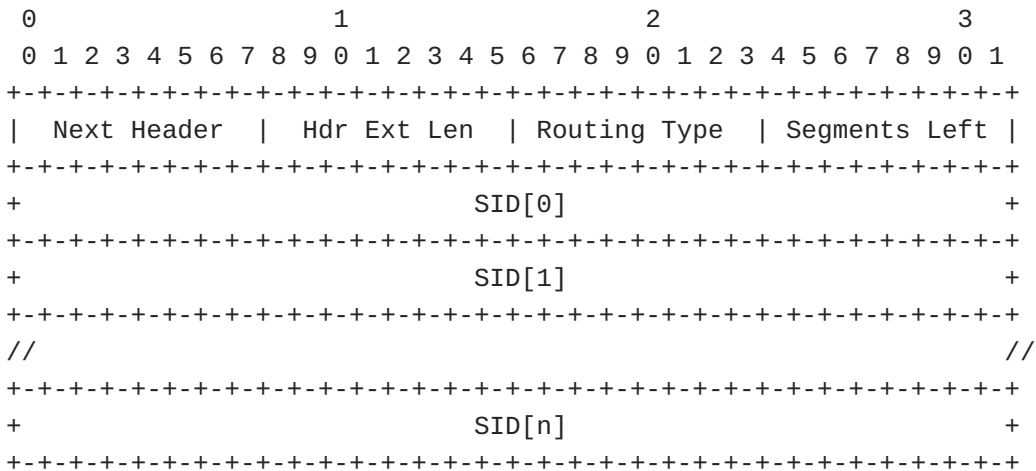 0                   1                   2                   3
 0 1 2 3 4 5 6 7 8 9 0 1 2 3 4 5 6 7 8 9 0 1 2 3 4 5 6 7 8 9 0 1
+-+-+-+-+-+-+-+-+-+-+-+-+-+-+-+-+-+-+-+-+-+-+-+-+-+-+-+-+-+-+-+-+
|  Next Header  |  Hdr Ext Len  | Routing Type  | Segments Left |
+-+-+-+-+-+-+-+-+-+-+-+-+-+-+-+-+-+-+-+-+-+-+-+-+-+-+-+-+-+-+-+-+
+                             SID[0]                            +
+-+-+-+-+-+-+-+-+-+-+-+-+-+-+-+-+-+-+-+-+-+-+-+-+-+-+-+-+-+-+-+-+
+                             SID[1]                            +
+-+-+-+-+-+-+-+-+-+-+-+-+-+-+-+-+-+-+-+-+-+-+-+-+-+-+-+-+-+-+-+-+
//                                                              //
+-+-+-+-+-+-+-+-+-+-+-+-+-+-+-+-+-+-+-+-+-+-+-+-+-+-+-+-+-+-+-+-+
+                             SID[n]                            +
+-+-+-+-+-+-+-+-+-+-+-+-+-+-+-+-+-+-+-+-+-+-+-+-+-+-+-+-+-+-+-+-+